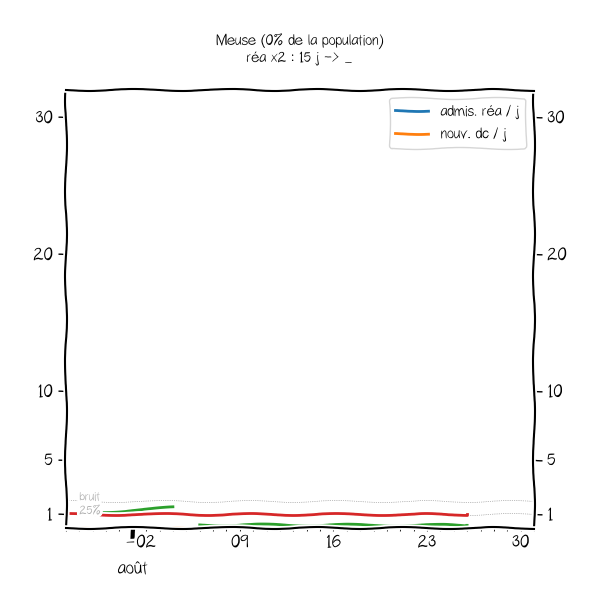 Meuse (0% de la population)
réa x2 : 15 j -> _
admis. réa / j
nouv. dc / j
30 30
20 20
10 10
5 5
bruit
25%
1 1
02 09 16 23 30
août